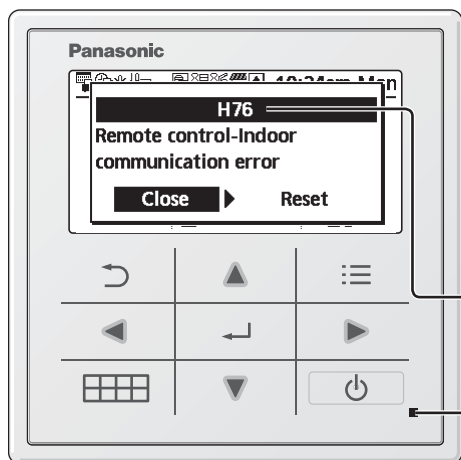 Panasonic
10:34am Mon
H76
Remote control-Indoor
communication error
Close Reset